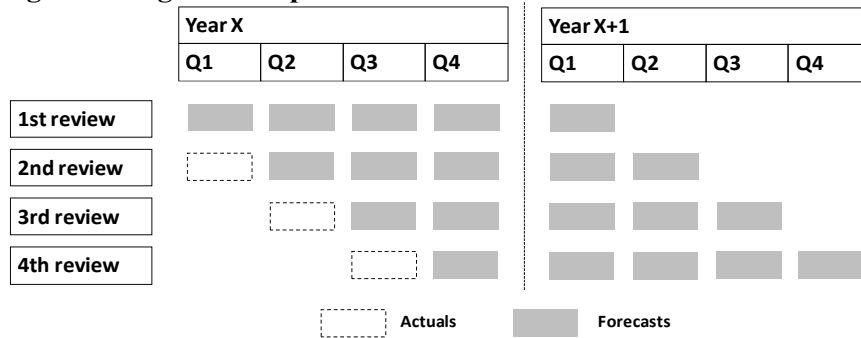 Year X Year X+1
Q1 Q2 Q3 Q4 Q1 Q2 Q3 Q4
1st review
2nd review
3rd review
4th review
Actuals Forecasts